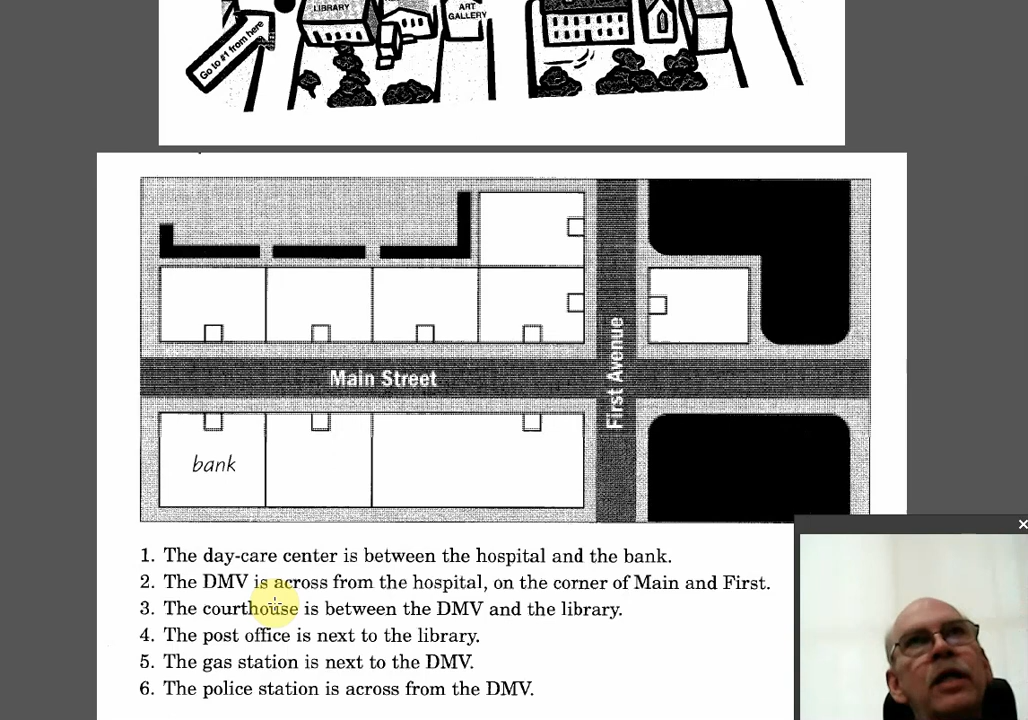 LIBRARY
ART
GALLERY
Go to #1 from here
Main Street
First Avenue
bank
1. The day-care center is between the hospital and the bank.
2. The DMV is across from the hospital, on the corner of Main and First.
3. The courthouse is between the DMV and the library.
4. The post office is next to the library.
5. The gas station is next to the DMV.
6. The police station is across from the DMV.